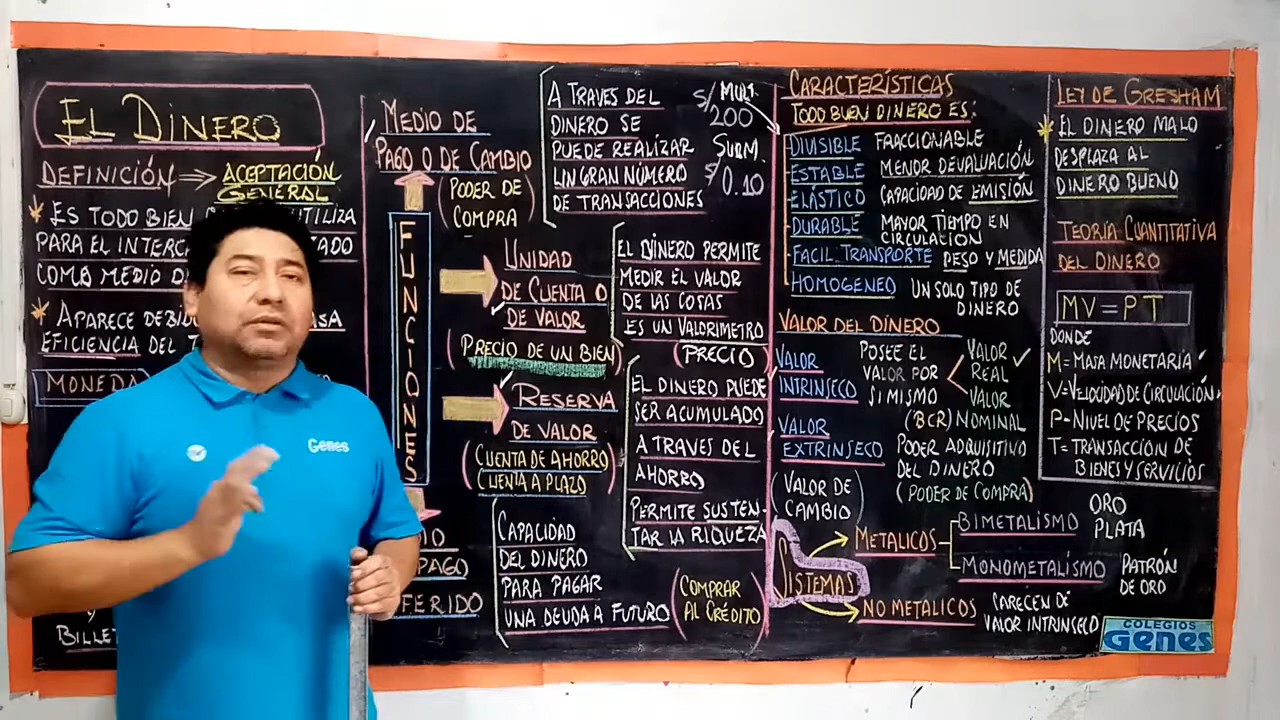 EL DINERO
DEFINICIÓN ⇒ ACEPTACIÓN
GENERAL
ES TODO BIEN UTILIZA
PARA EL
COMO MEDIO
APARECE
EFICIENCIA DEL
MONEDA
FUNCIONES
MEDIO DE
PAGO O DE CAMBIO
(PODER DE
COMPRA)
A TRAVES DEL
DINERO SE
PUEDE REALIZAR
UN GRAN NÚMERO
DE TRANSACCIONES
MULT.
S/200
SUBM.
S/0.10
UNIDAD
DE CUENTA O
DE VALOR
(PRECIO DE UN BIEN)
EL DINERO PERMITE
MEDIR EL VALOR
DE LAS COSAS
ES UN VALORIMETRO
(PRECIO)
RESERVA
DE VALOR
(CUENTA DE AHORRO
CUENTA A PLAZO)
EL DINERO PUEDE
SER ACUMULADO
A TRAVES DEL
AHORRO
PERMITE SUSTEN-
TAR LA RIQUEZA
PAGO
CAPACIDAD
DEL DINERO
PARA PAGAR
UNA DEUDA A FUTURO
(COMPRAR
AL CRÉDITO)
CARACTERÍSTICAS
TODO BUEN DINERO ES:
DIVISIBLE FRACCIONABLE
ESTABLE MENOR DEVALUACIÓN
ELÁSTICO CAPACIDAD DE EMISIÓN
DURABLE MAYOR TIEMPO EN
CIRCULACIÓN
FACIL TRANSPORTE PESO Y MEDIDA
HOMOGENEO UN SOLO TIPO DE
DINERO
VALOR DEL DINERO
VALOR
INTRINSECO
POSEE EL
VALOR POR
SI MISMO
VALOR ✓
REAL
VALOR
(BCR) NOMINAL
VALOR
EXTRINSECO
(VALOR DE
CAMBIO)
PODER ADQUISITIVO
DEL DINERO
(PODER DE COMPRA)
SISTEMAS
METALICOS
BIMETALISMO
ORO
PLATA
MONOMETALÍSMO
PATRÓN
DE ORO
NO METALICOS
CARECEN DE
VALOR INTRINSECO
LEY DE GRESHAM
EL DINERO MALO
DESPLAZA AL
DINERO BUENO
TEORÍA CUANTITATIVA
DEL DINERO
MV = PT
DONDE
M = MASA MONETARÍA
V = VELOCIDAD DE CIRCULACIÓN
P = NIVEL DE PRECIOS
T = TRANSACCIÓN DE
BIENES Y SERVICIOS
COLEGIOS
Genes
Genes